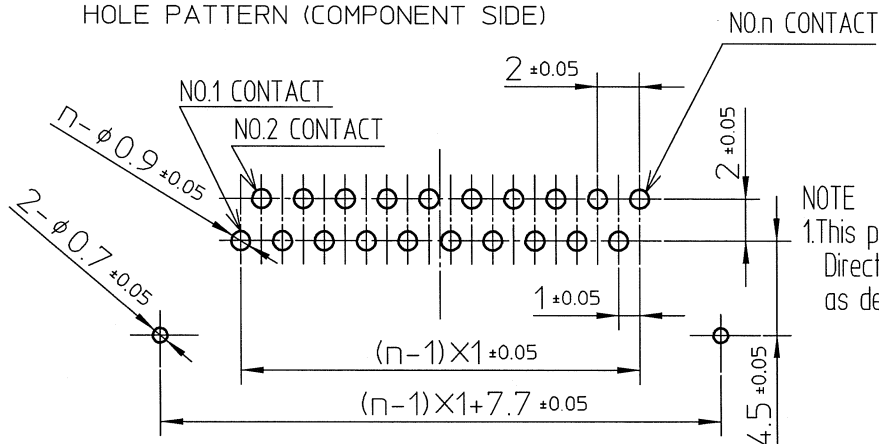 HOLE PATTERN (COMPONENT SIDE)
NO.n CONTACT
2 ±0.05
NO.1 CONTACT
NO.2 CONTACT
n-φ0.9 ±0.05
2 ±0.05
2-φ0.7 ±0.05
NOTE
1.This p
Direct
as de
1 ±0.05
(n-1)X1 ±0.05
(n-1)X1+7.7 ±0.05
4.5 ±0.05